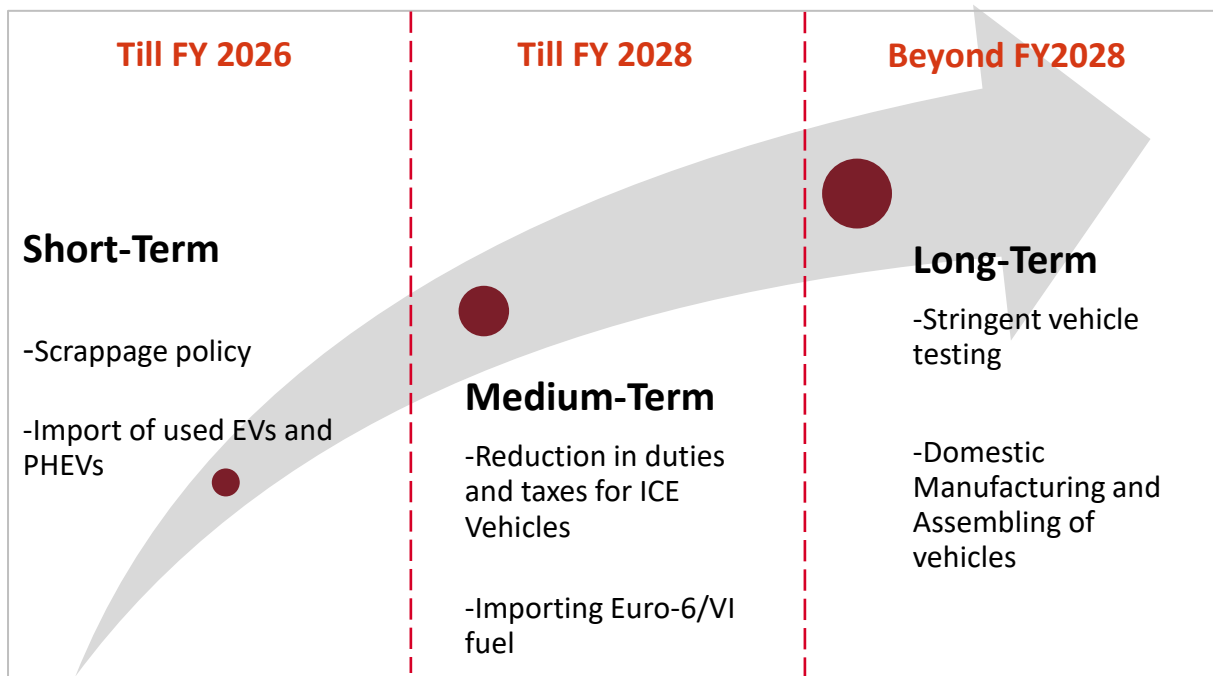 Till FY 2026
Short-Term
-Scrappage policy
-Import of used EVs and
PHEVs
Till FY 2028
Medium-Term
-Reduction in duties
and taxes for ICE
Vehicles
-Importing Euro-6/VI
fuel
Beyond FY2028
Long-Term
-Stringent vehicle
testing
-Domestic
Manufacturing and
Assembling of
vehicles